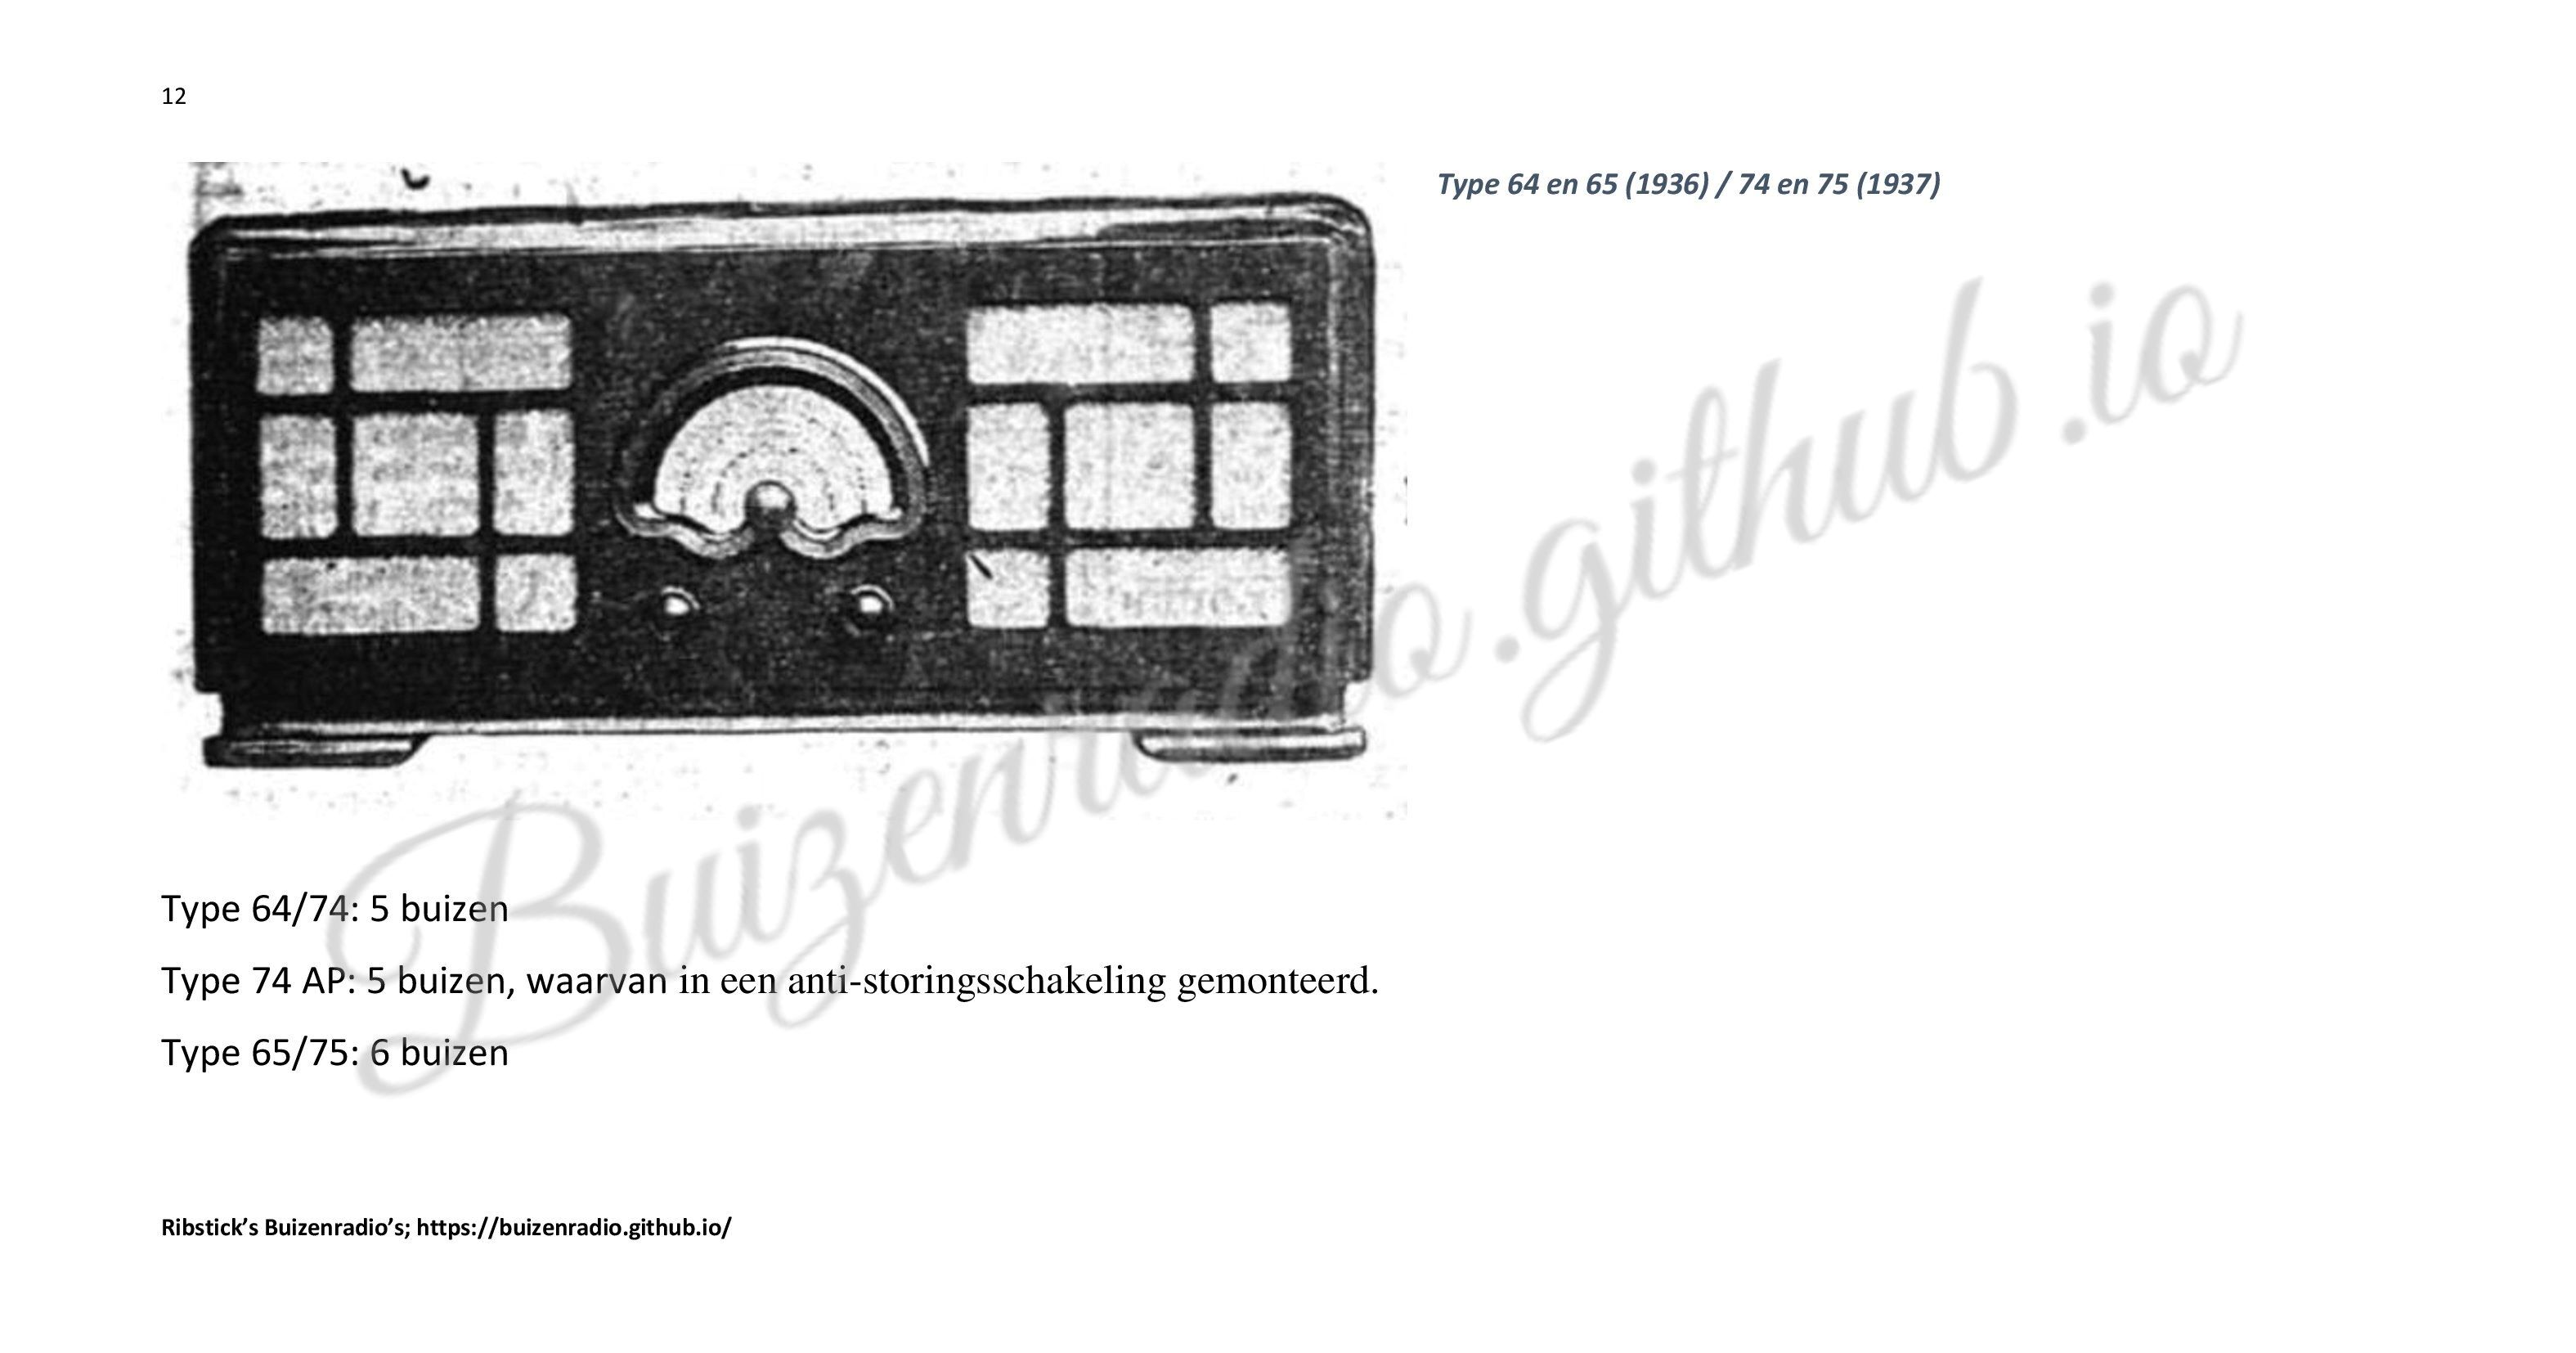 12
Type 64 en 65 (1936) / 74 en 75 (1937)
Buizenradio.github.io
Type 64/74: 5 buizen
Type 74 AP: 5 buizen, waarvan in een anti-storingsschakeling gemonteerd.
Type 65/75: 6 buizen
Ribstick’s Buizenradio’s; https://buizenradio.github.io/